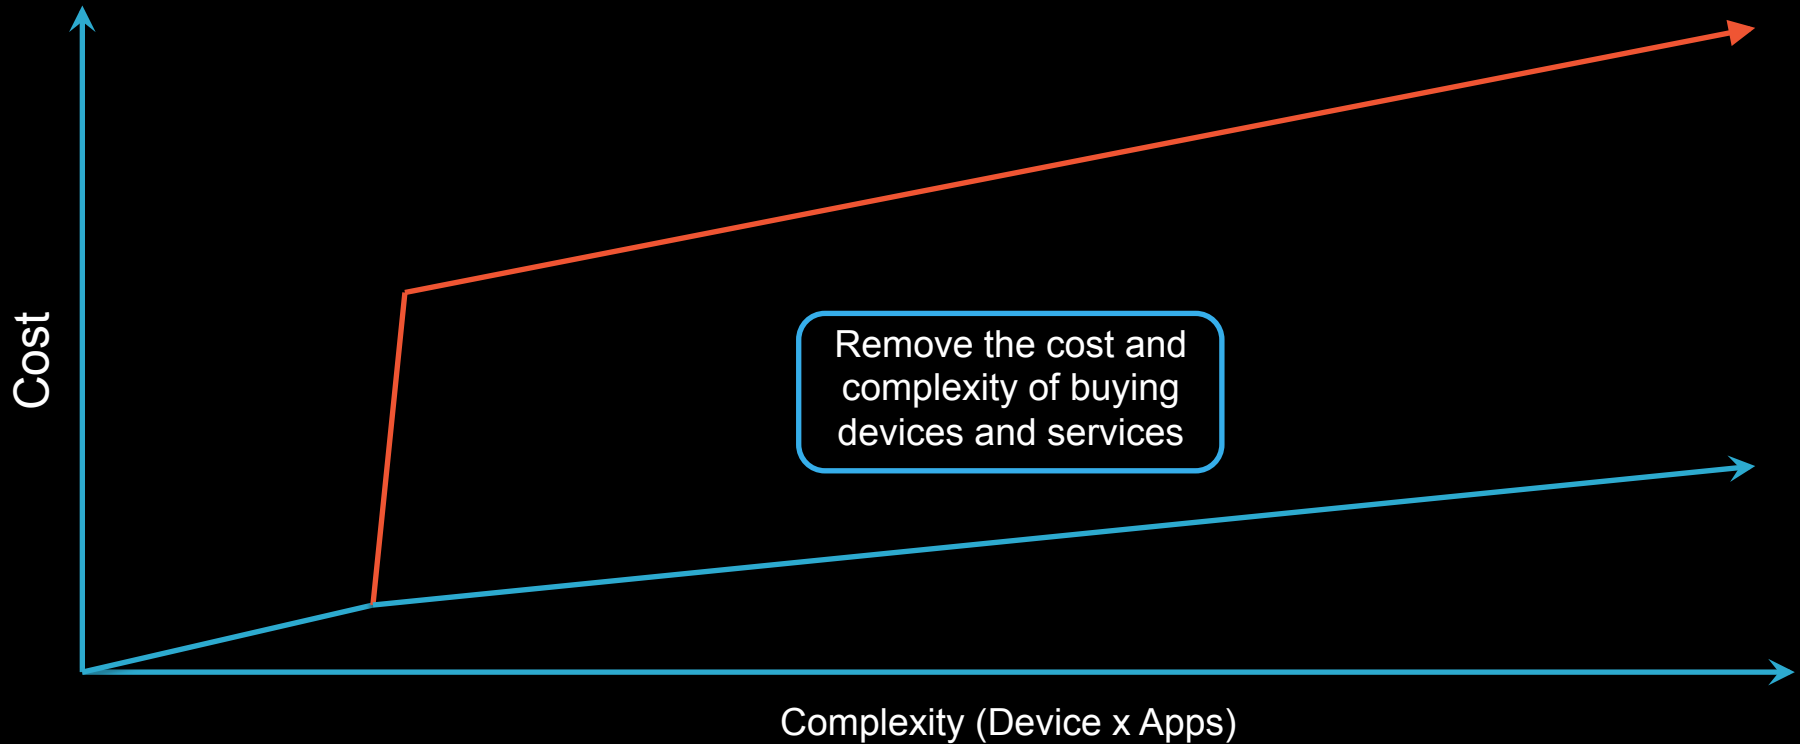 Cost
Remove the cost and
complexity of buying
devices and services
Complexity (Device x Apps)